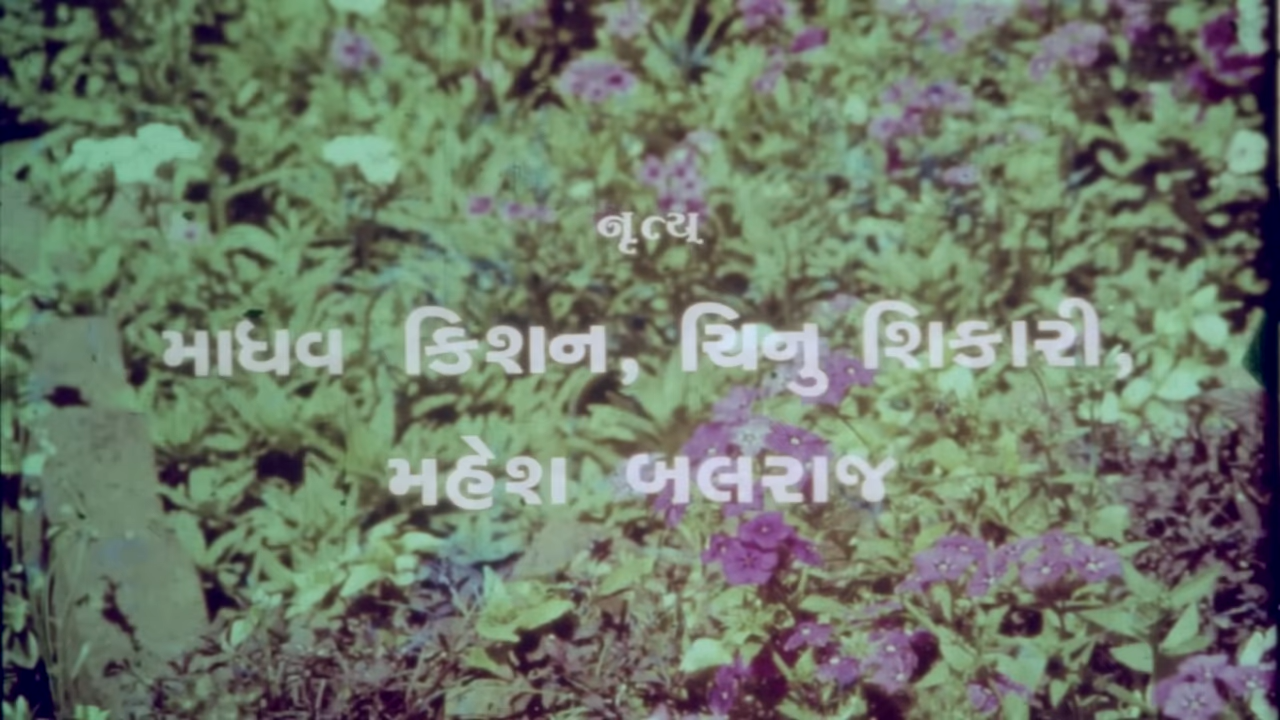 નૃત્ય
માધવ કિશન, ચિનુ શિકારી,
મહેશ બલરાજ